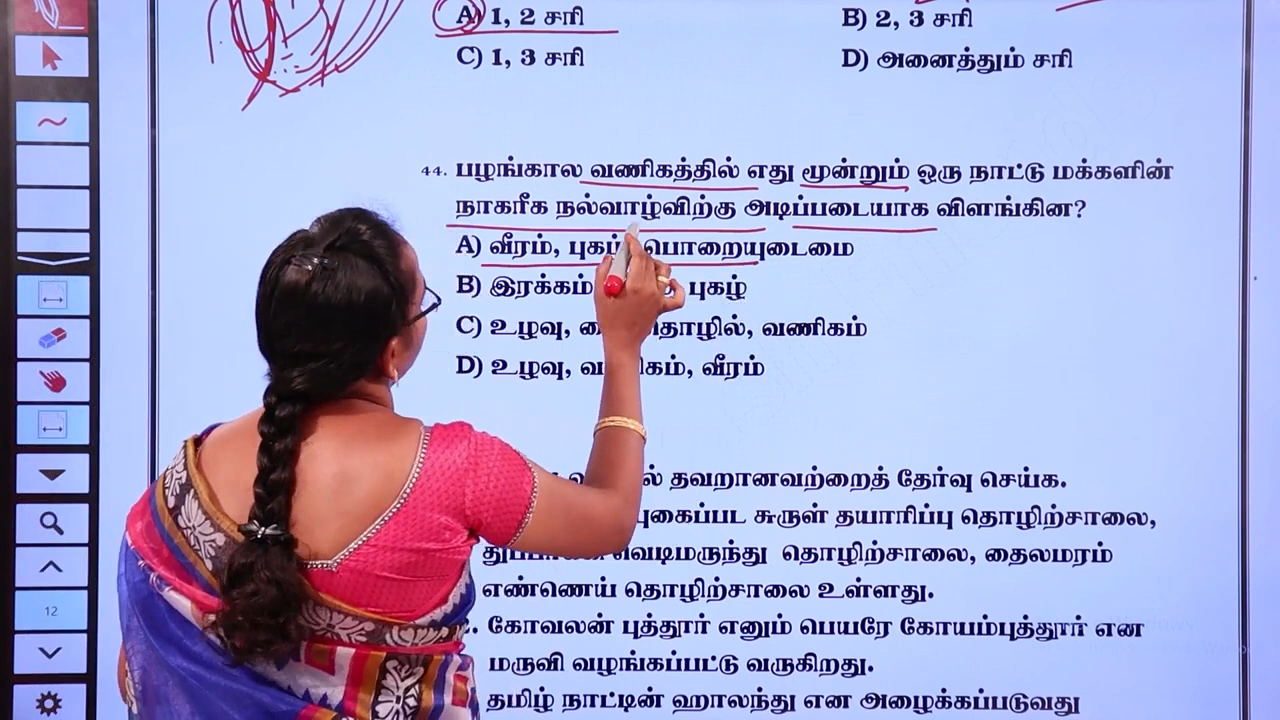 A) 1, 2 சரி
B) 2, 3 சரி
C) 1, 3 சரி
D) அனைத்தும் சரி
44. பழங்கால வணிகத்தில் எது மூன்றும் ஒரு நாட்டு மக்களின்
நாகரீக நல்வாழ்விற்கு அடிப்படையாக விளங்கின?
A) வீரம், பொறையுடைமை
B) இரக்கம் புகழ்
C) உழவு, வணிகம்
D) உழவு, வீரம்
தவறானவற்றைத் தேர்வு செய்க.
சுருள் தயாரிப்பு தொழிற்சாலை,
வெடிமருந்து தொழிற்சாலை, தைலமரம்
எண்ணெய் தொழிற்சாலை உள்ளது.
கோவலன் புத்தூர் எனும் பெயரே கோயம்புத்தூர் என
மருவி வழங்கப்பட்டு வருகிறது.
தமிழ் நாட்டின் ஹாலந்து என அழைக்கப்படுவது
12